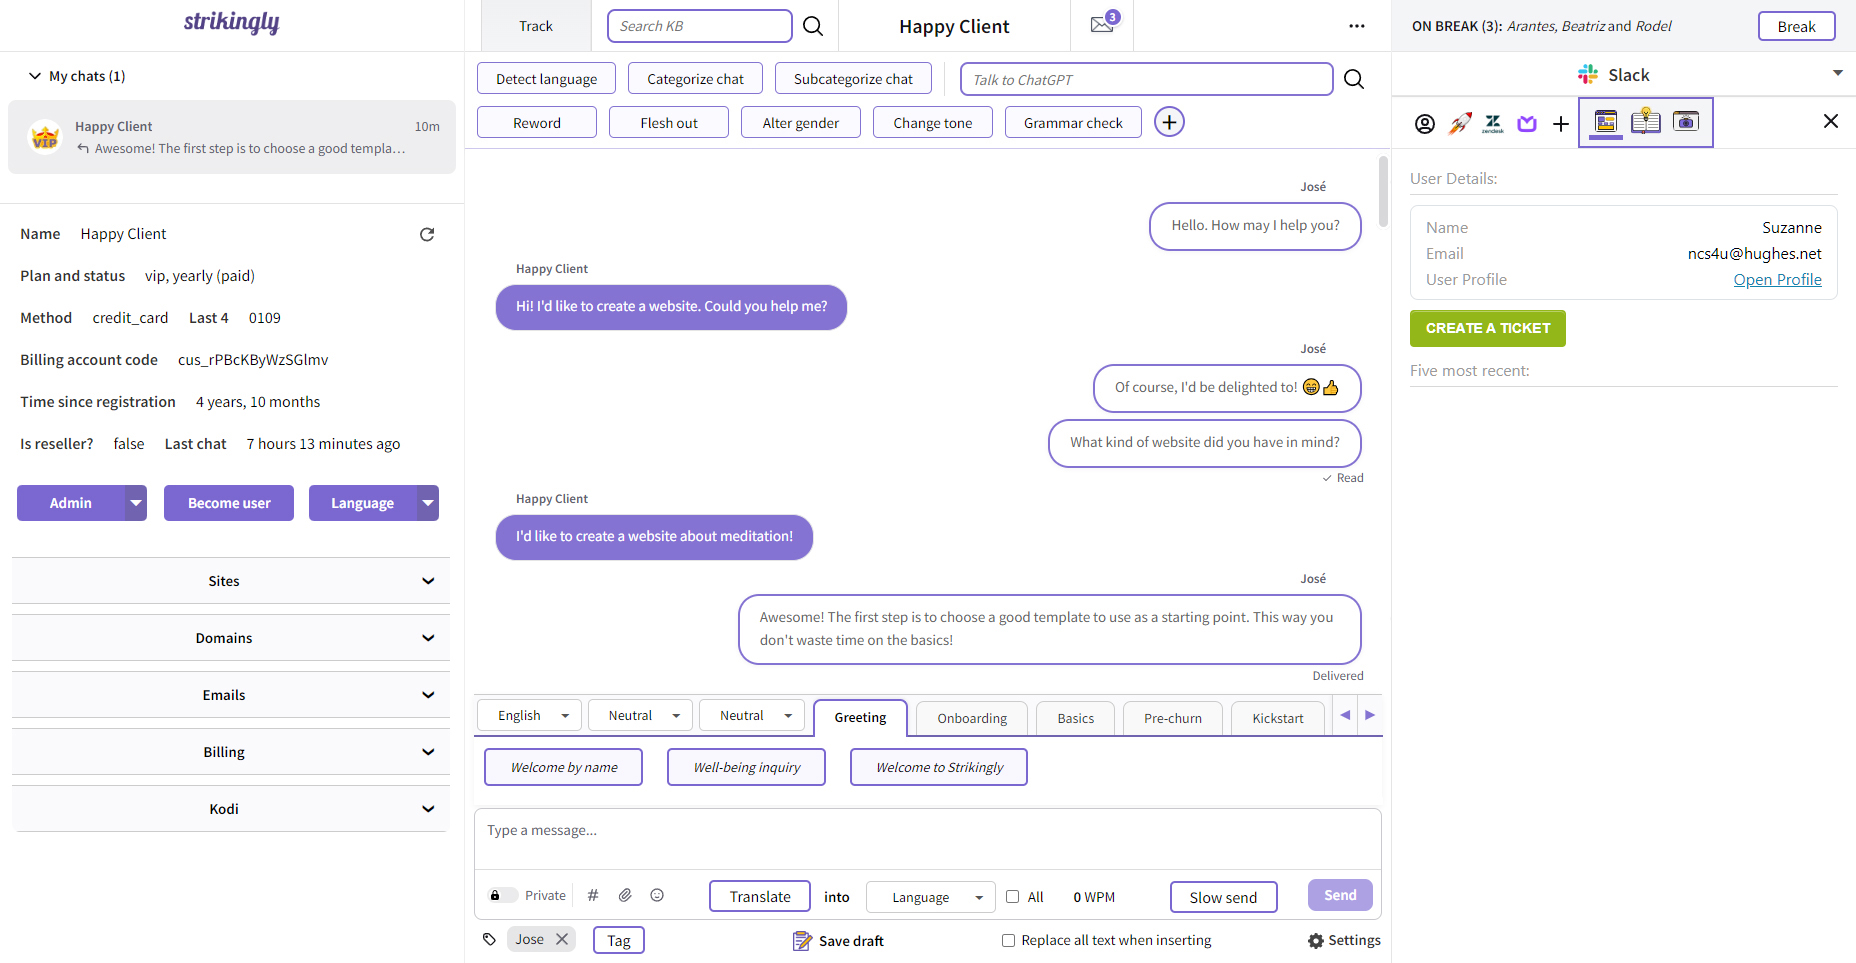 strikingly
My chats (1)
Happy Client
10m
Awesome! The first step is to choose a good templa…
VIP
Name Happy Client
Plan and status vip, yearly (paid)
Method credit_card Last 4 0109
Billing account code cus_rPBcKByWzSGlmv
Time since registration 4 years, 10 months
Is reseller? false Last chat 7 hours 13 minutes ago
Admin Become user Language
Sites
Domains
Emails
Billing
Kodi
Track Search KB Happy Client 3
Detect language Categorize chat Subcategorize chat Talk to ChatGPT
Reword Flesh out Alter gender Change tone Grammar check
José
Hello. How may I help you?
Happy Client
Hi! I'd like to create a website. Could you help me?
José
Of course, I'd be delighted to! 😁👍
What kind of website did you have in mind?
Read
Happy Client
I'd like to create a website about meditation!
José
Awesome! The first step is to choose a good template to use as a starting point. This way you
don't waste time on the basics!
Delivered
English Neutral Neutral Greeting Onboarding Basics Pre-churn Kickstart
Welcome by name Well-being inquiry Welcome to Strikingly
Type a message...
Private # Translate into Language All 0 WPM Slow send Send
Jose Tag Save draft Replace all text when inserting Settings
ON BREAK (3): Arantes, Beatriz and Rodel Break
Slack
zendesk
User Details:
Name Suzanne
Email ncs4u@hughes.net
User Profile Open Profile
CREATE A TICKET
Five most recent: